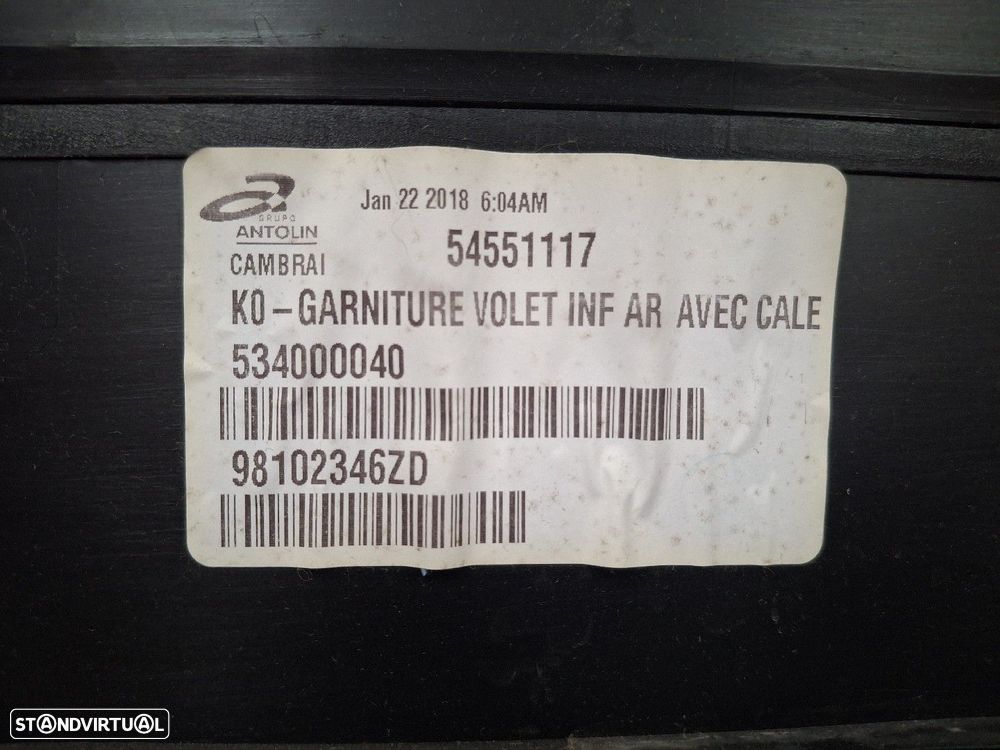 Jan 22 2018 6:04AM
GRUPO
ANTOLIN
54551117
CAMBRAI
K0-GARNITURE VOLET INF AR AVEC CALE
534000040
98102346ZD
STANDVIRTUAL